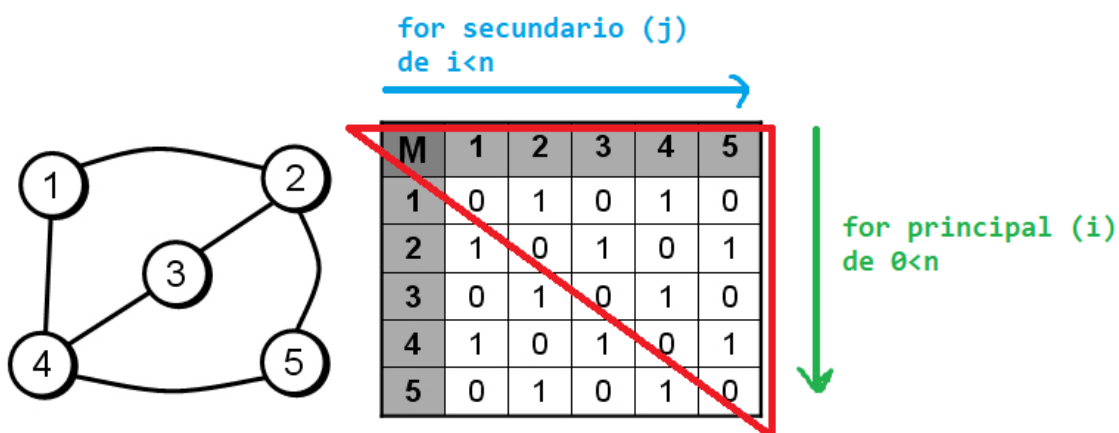 for secundario (j)
de i<n
1
2
3
4
5
M 1 2 3 4 5
1 0 1 0 1 0
2 1 0 1 0 1
3 0 1 0 1 0
4 1 0 1 0 1
5 0 1 0 1 0
for principal (i)
de 0<n